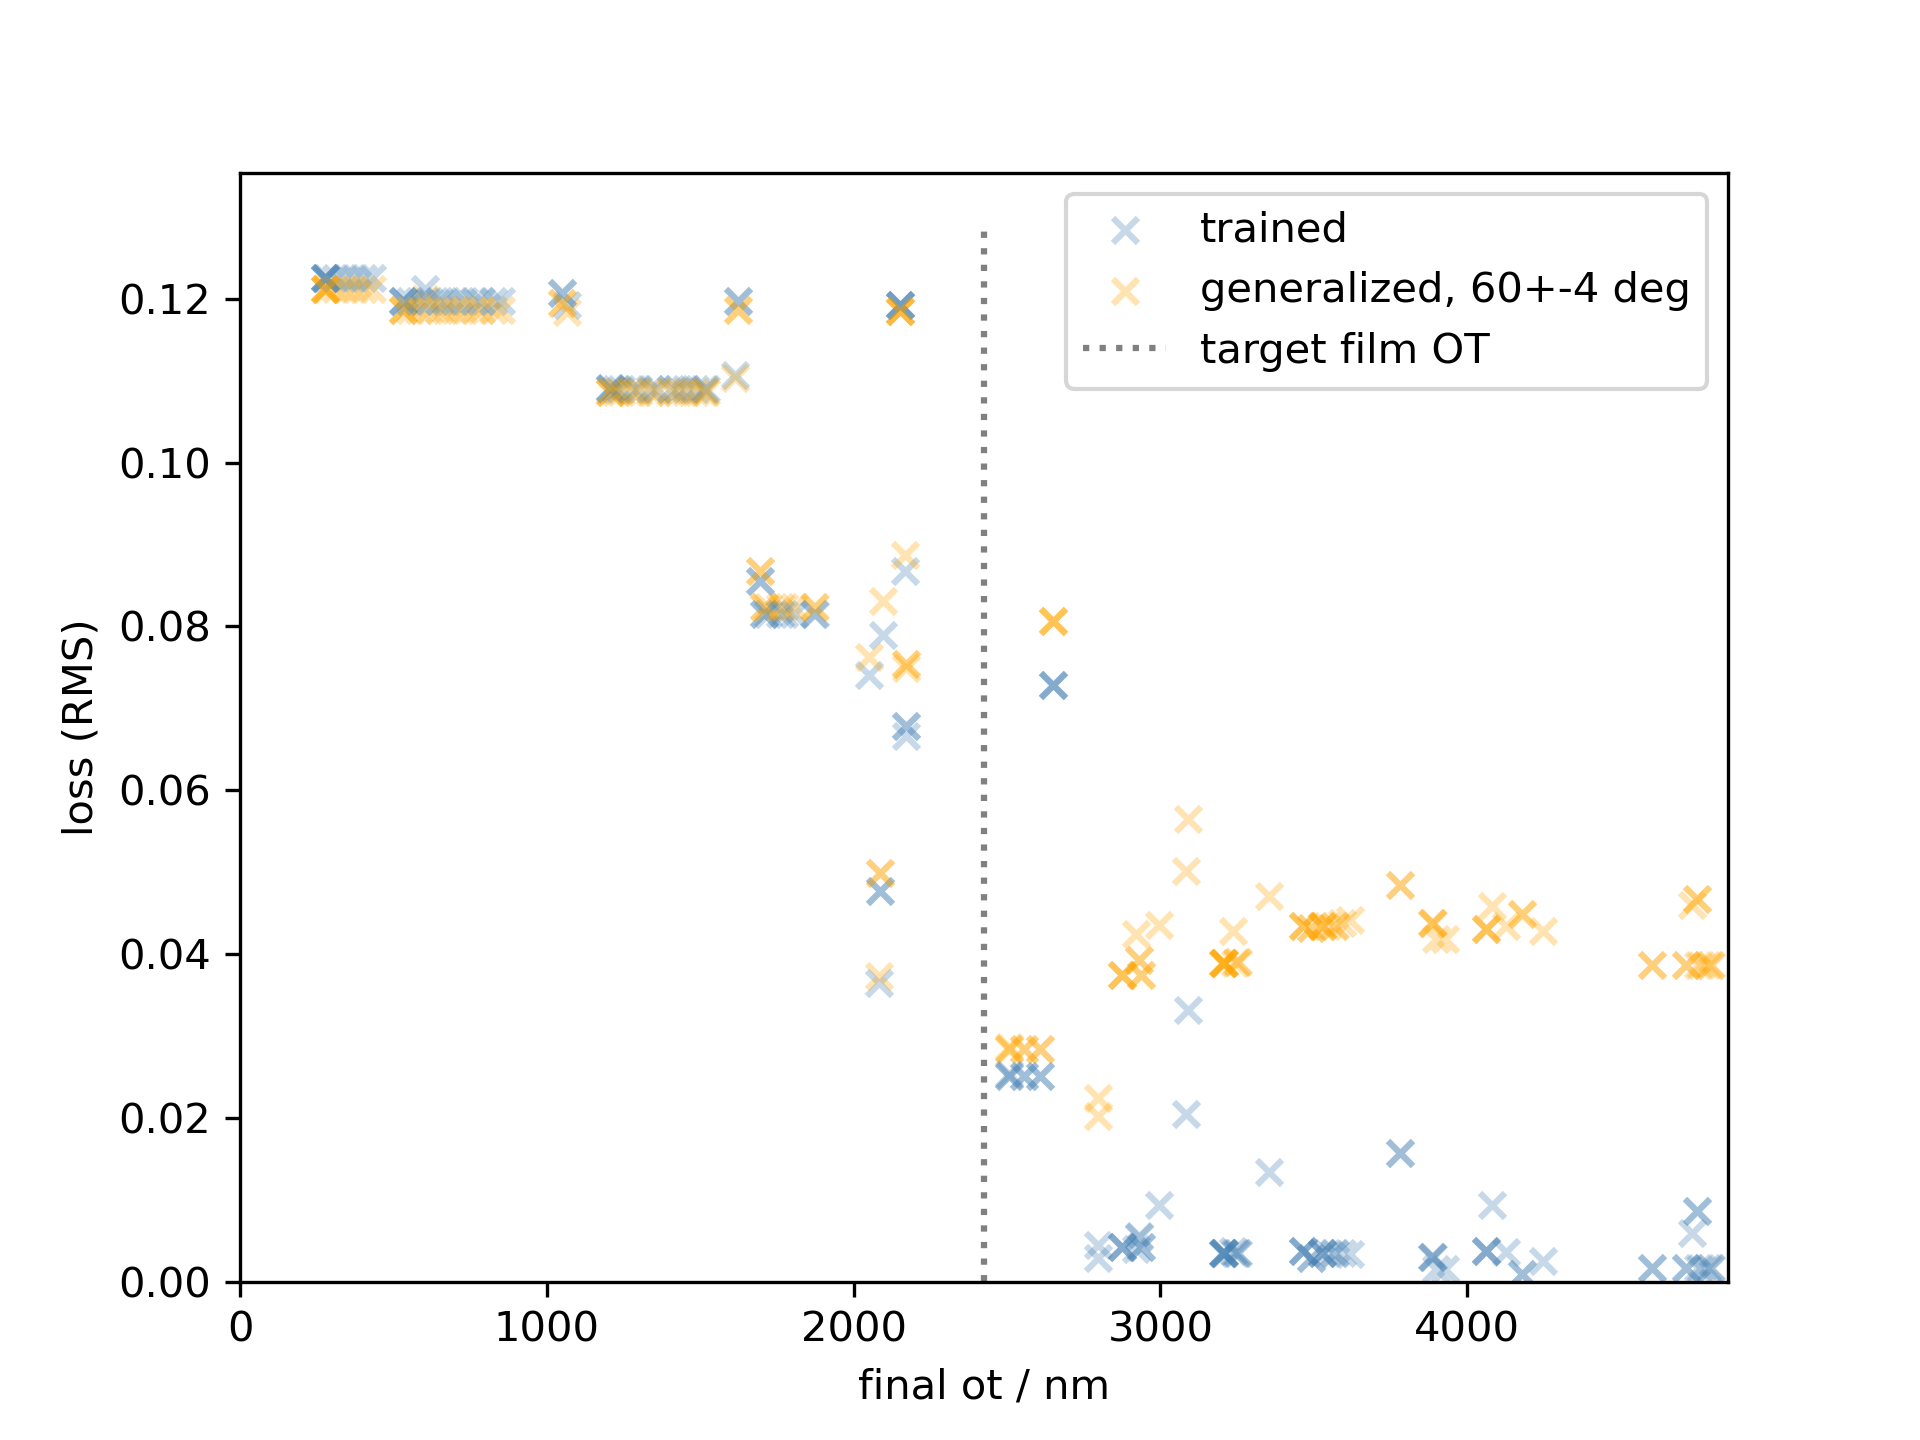 trained
generalized, 60+-4 deg
target film OT
0.12
0.10
0.08
0.06
0.04
0.02
0.00
loss (RMS)
0
1000
2000
3000
4000
final ot / nm